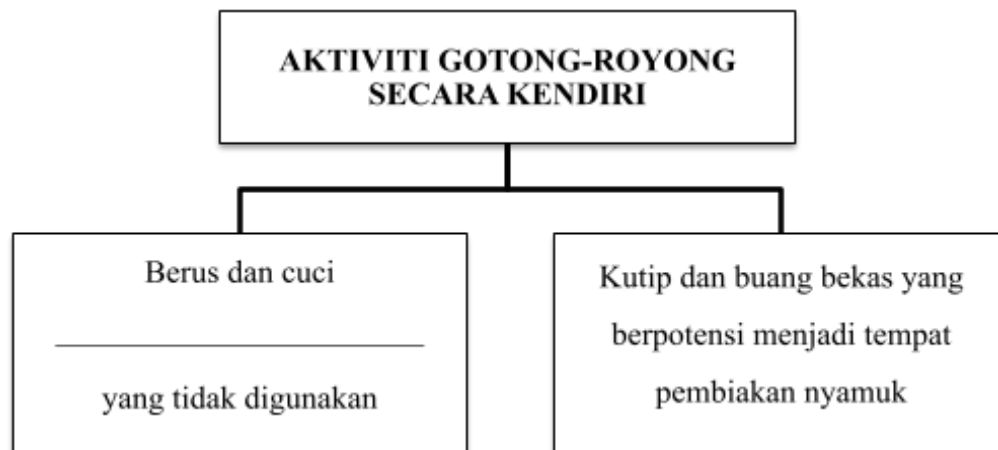 AKTIVITI GOTONG-ROYONG
SECARA KENDIRI
Berus dan cuci
yang tidak digunakan
Kutip dan buang bekas yang
berpotensi menjadi tempat
pembiakan nyamuk